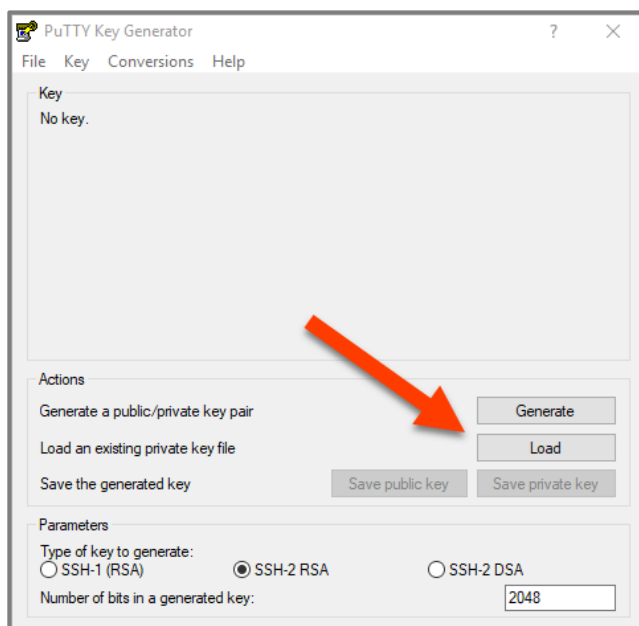 PuTTY Key Generator ?
File Key Conversions Help
Key
No key.
Actions
Generate a public/private key pair Generate
Load an existing private key file Load
Save the generated key Save public key Save private key
Parameters
Type of key to generate:
SSH-1 (RSA) SSH-2 RSA SSH-2 DSA
Number of bits in a generated key: 2048